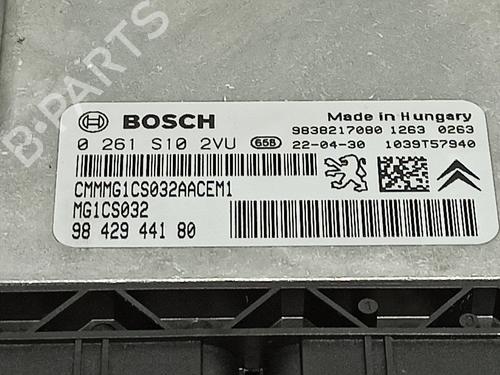 B-PARTS
BOSCH
Made in Hungary
0 261 S10 2VU 65B
9838217080 1263 0263
22-04-30 1039T57940
CMMMG1CS032AACEM1
MG1CS032
98 429 441 80